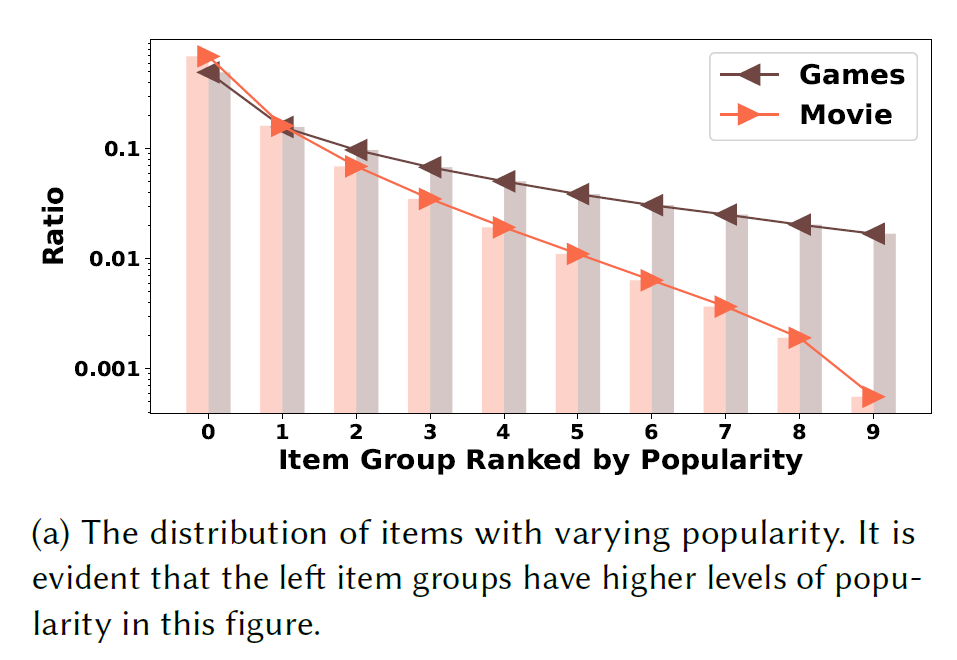 Games
Movie
0.1
0.01
0.001
Ratio
0 1 2 3 4 5 6 7 8 9
Item Group Ranked by Popularity
(a) The distribution of items with varying popularity. It is
evident that the left item groups have higher levels of popu-
larity in this figure.